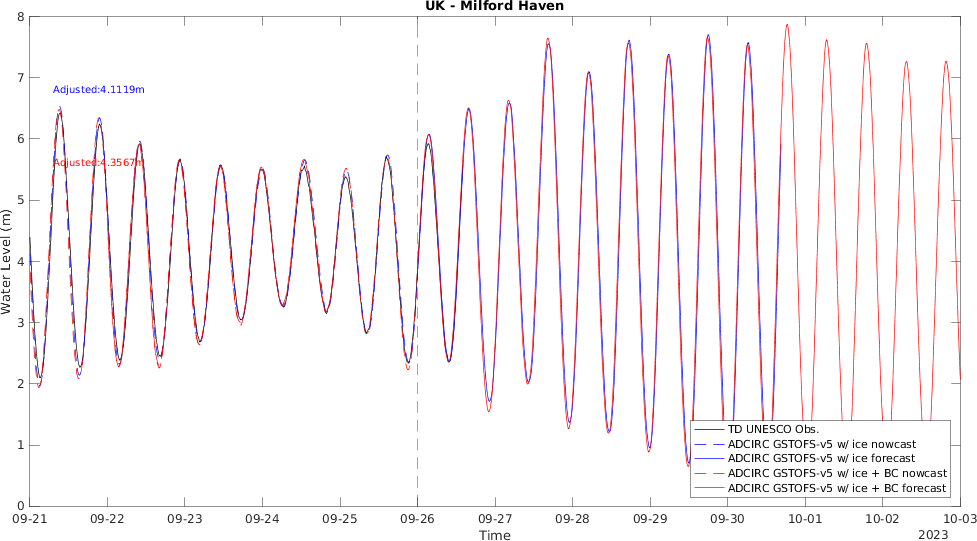 UK - Milford Haven
8
7
6
5
4
3
2
1
0
Water Level (m)
Adjusted:4.1119m
Adjusted:4.3567m
TD UNESCO Obs.
ADCIRC GSTOFS-v5 w/ ice nowcast
ADCIRC GSTOFS-v5 w/ ice forecast
ADCIRC GSTOFS-v5 w/ ice + BC nowcast
ADCIRC GSTOFS-v5 w/ ice + BC forecast
09-21 09-22 09-23 09-24 09-25 09-26 09-27 09-28 09-29 09-30 10-01 10-02 10-03
Time
2023